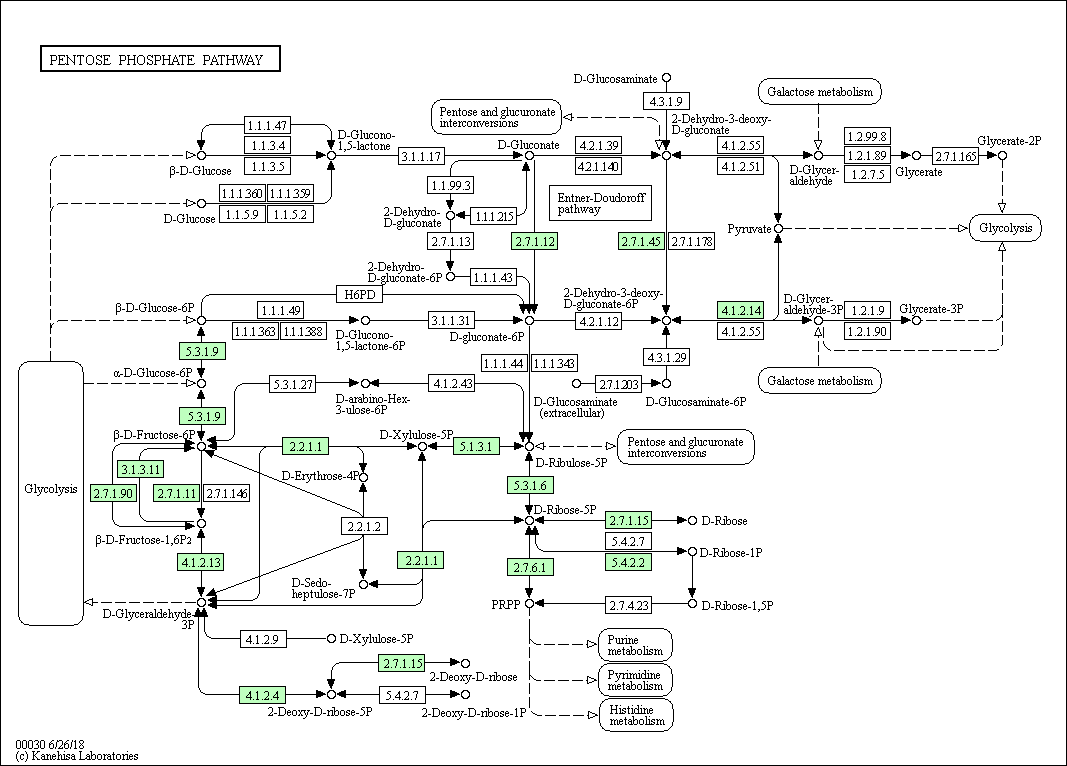 PENTOSE PHOSPHATE PATHWAY
D-Glucosaminate
4.3.1.9
Galactose metabolism
Pentose and glucuronate
interconversions
2-Dehydro-3-deoxy-
D-gluconate
1.1.1.47
D-Glucono-
1,5-lactone
1.1.3.4
1.1.3.5
β-D-Glucose
3.1.1.17
D-Gluconate
4.2.1.39
4.2.1.140
4.1.2.55
4.1.2.51
D-Glycer-
aldehyde
1.2.99.8
1.2.1.89
1.2.7.5
Glycerate
2.7.1.165
Glycerate-2P
1.1.1.360
1.1.1.359
1.1.5.9
1.1.5.2
D-Glucose
1.1.99.3
2-Dehydro-
D-gluconate
1.1.1.215
Entner-Doudoroff
pathway
Pyruvate
Glycolysis
2.7.1.13
2.7.1.12
2.7.1.45
2.7.1.178
2-Dehydro-
D-gluconate-6P
1.1.1.43
H6PD
β-D-Glucose-6P
1.1.1.49
1.1.1.363
1.1.1.388
D-Glucono-
1,5-lactone-6P
3.1.1.31
D-gluconate-6P
2-Dehydro-3-deoxy-
D-gluconate-6P
4.2.1.12
4.1.2.14
4.1.2.55
D-Glycer-
aldehyde-3P
1.2.1.9
1.2.1.90
Glycerate-3P
5.3.1.9
1.1.1.44
1.1.1.343
4.3.1.29
α-D-Glucose-6P
5.3.1.27
D-arabino-Hex-
3-ulose-6P
4.1.2.43
D-Glucosaminate
(extracellular)
2.7.1.203
D-Glucosaminate-6P
Galactose metabolism
5.3.1.9
β-D-Fructose-6P
2.2.1.1
D-Xylulose-5P
5.1.3.1
D-Ribulose-5P
Pentose and glucuronate
interconversions
3.1.3.11
2.7.1.90
2.7.1.11
2.7.1.146
D-Erythrose-4P
5.3.1.6
Glycolysis
β-D-Fructose-1,6P2
2.2.1.2
D-Ribose-5P
2.7.1.15
D-Ribose
5.4.2.7
5.4.2.2
D-Ribose-1P
4.1.2.13
2.2.1.1
2.7.6.1
D-Sedo-
heptulose-7P
D-Glyceraldehyde-
3P
PRPP
2.7.4.23
D-Ribose-1,5P
4.1.2.9
D-Xylulose-5P
Purine
metabolism
2.7.1.15
2-Deoxy-D-ribose
Pyrimidine
metabolism
4.1.2.4
2-Deoxy-D-ribose-5P
5.4.2.7
2-Deoxy-D-ribose-1P
Histidine
metabolism
00030 6/26/18
(c) Kanehisa Laboratories